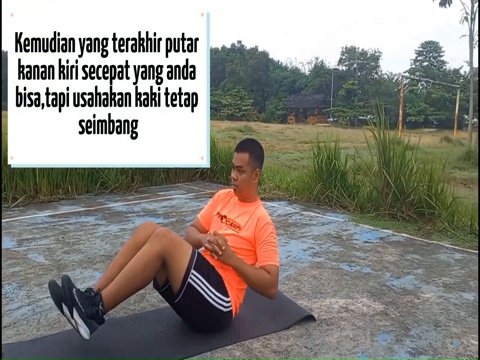 Kemudian yang terakhir putar
kanan kiri secepat yang anda
bisa,tapi usahakan kaki tetap
seimbang